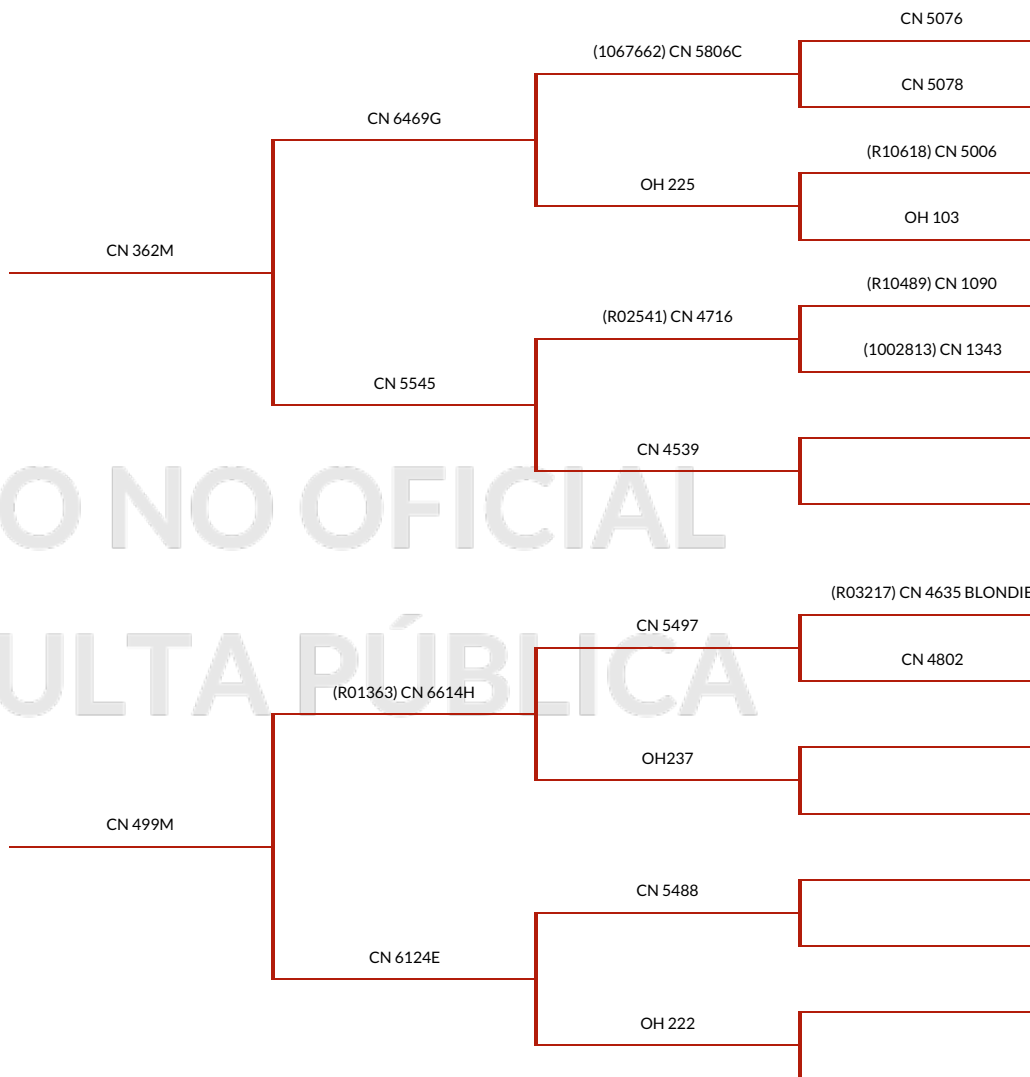 CN 5076
(1067662) CN 5806C
CN 5078
CN 6469G
(R10618) CN 5006
OH 225
OH 103
CN 362M
(R10489) CN 1090
(R02541) CN 4716
(1002813) CN 1343
CN 5545
CN 4539
O NO OFICIAL
(R03217) CN 4635 BLONDIE
CN 5497
ULTA PÚBLICA
CN 4802
(R01363) CN 6614H
OH237
CN 499M
CN 5488
CN 6124E
OH 222